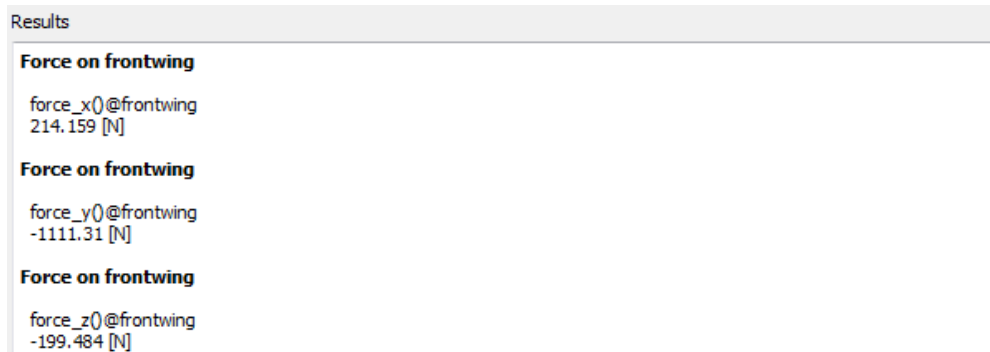 Results
Force on frontwing
force_x()@frontwing
214.159 [N]
Force on frontwing
force_y()@frontwing
-1111.31 [N]
Force on frontwing
force_z()@frontwing
-199.484 [N]